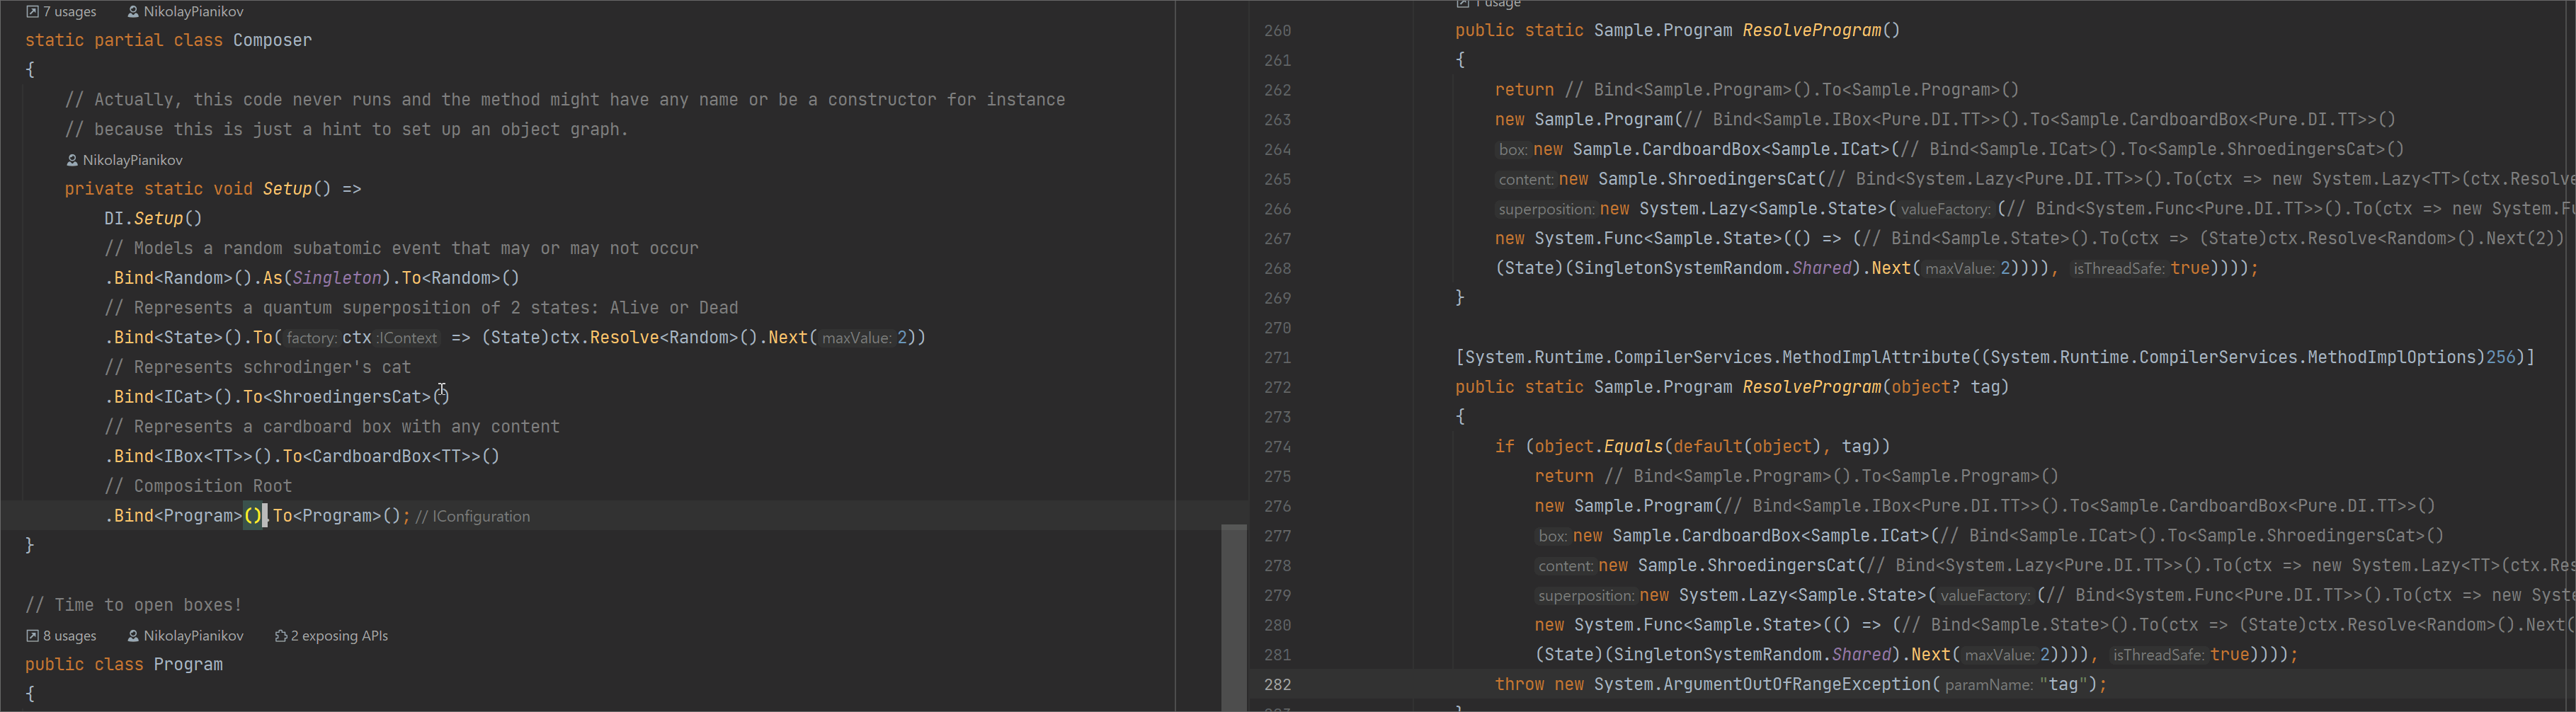 7 usages NikolayPianikov
static partial class Composer
{
// Actually, this code never runs and the method might have any name or be a constructor for instance
// because this is just a hint to set up an object graph.
NikolayPianikov
private static void Setup() =>
DI.Setup()
// Models a random subatomic event that may or may not occur
.Bind<Random>().As(Singleton).To<Random>()
// Represents a quantum superposition of 2 states: Alive or Dead
.Bind<State>().To( factory: ctx :IContext => (State)ctx.Resolve<Random>().Next( maxValue: 2))
// Represents schrodinger's cat
.Bind<ICat>().To<ShroedingersCat>()
// Represents a cardboard box with any content
.Bind<IBox<TT>>().To<CardboardBox<TT>>()
// Composition Root
.Bind<Program>().To<Program>(); // IConfiguration
}
// Time to open boxes!
8 usages NikolayPianikov 2 exposing APIs
public class Program
{
1 usage
260 public static Sample.Program ResolveProgram()
261 {
262 return // Bind<Sample.Program>().To<Sample.Program>()
263 new Sample.Program(// Bind<Sample.IBox<Pure.DI.TT>>().To<Sample.CardboardBox<Pure.DI.TT>>()
264 box: new Sample.CardboardBox<Sample.ICat>(// Bind<Sample.ICat>().To<Sample.ShroedingersCat>()
265 content: new Sample.ShroedingersCat(// Bind<System.Lazy<Pure.DI.TT>>().To(ctx => new System.Lazy<TT>(ctx.Resolve
266 superposition: new System.Lazy<Sample.State>( valueFactory: (// Bind<System.Func<Pure.DI.TT>>().To(ctx => new System.Fu
267 new System.Func<Sample.State>(() => (// Bind<Sample.State>().To(ctx => (State)ctx.Resolve<Random>().Next(2))
268 (State)(SingletonSystemRandom.Shared).Next( maxValue: 2)))), isThreadSafe: true))));
269 }
270
271 [System.Runtime.CompilerServices.MethodImplAttribute((System.Runtime.CompilerServices.MethodImplOptions)256)]
272 public static Sample.Program ResolveProgram(object? tag)
273 {
274 if (object.Equals(default(object), tag))
275 return // Bind<Sample.Program>().To<Sample.Program>()
276 new Sample.Program(// Bind<Sample.IBox<Pure.DI.TT>>().To<Sample.CardboardBox<Pure.DI.TT>>()
277 box: new Sample.CardboardBox<Sample.ICat>(// Bind<Sample.ICat>().To<Sample.ShroedingersCat>()
278 content: new Sample.ShroedingersCat(// Bind<System.Lazy<Pure.DI.TT>>().To(ctx => new System.Lazy<TT>(ctx.Res
279 superposition: new System.Lazy<Sample.State>( valueFactory: (// Bind<System.Func<Pure.DI.TT>>().To(ctx => new Syst
280 new System.Func<Sample.State>(() => (// Bind<Sample.State>().To(ctx => (State)ctx.Resolve<Random>().Next(
281 (State)(SingletonSystemRandom.Shared).Next( maxValue: 2)))), isThreadSafe: true))));
282 throw new System.ArgumentOutOfRangeException( paramName: "tag");